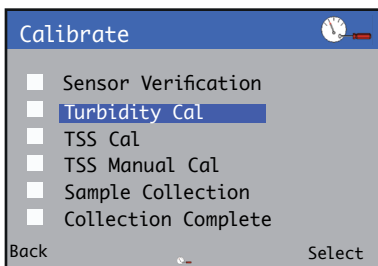 Calibrate
Sensor Verification
Turbidity Cal
TSS Cal
TSS Manual Cal
Sample Collection
Collection Complete
Back Select